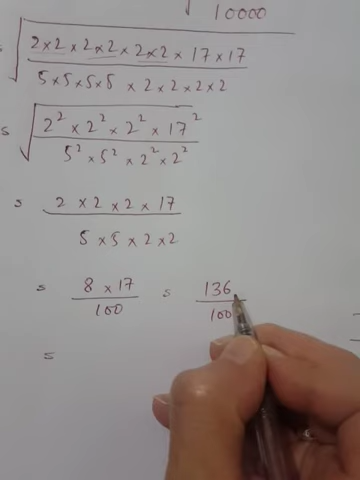 √ 10000
s √ 2×2×2×2×2×2×17×17 / 5×5×5×5 × 2×2×2×2
s √ 2² × 2² × 2² × 17² / 5² × 5² × 2² × 2²
s 2 × 2 × 2 × 17 / 5 × 5 × 2 × 2
s 8 × 17 / 100 s 136 / 100
s